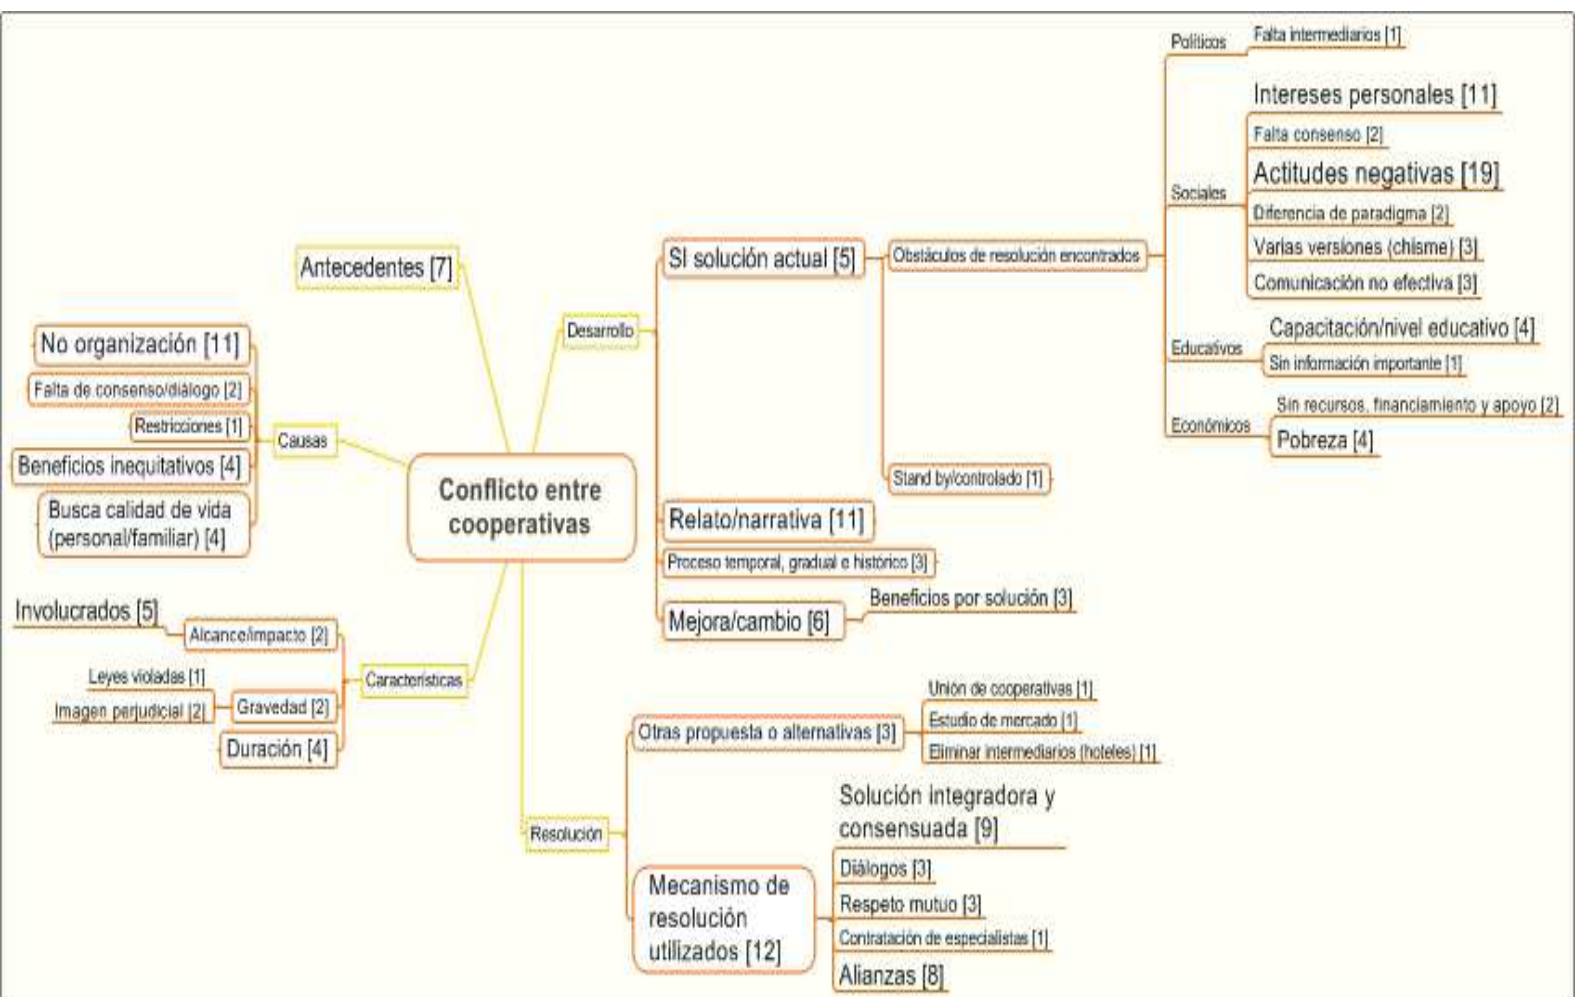 Conflicto entre
cooperativas
Antecedentes [7]
Causas
No organización [11]
Falta de consenso/diálogo [2]
Restricciones [1]
Beneficios inequitativos [4]
Busca calidad de vida
(personal/familiar) [4]
Características
Alcance/impacto [2]
Involucrados [5]
Gravedad [2]
Leyes violadas [1]
Imagen perjudicial [2]
Duración [4]
Desarrollo
SI solución actual [5]
Obstáculos de resolución encontrados
Políticos
Falta intermediarios [1]
Sociales
Intereses personales [11]
Falta consenso [2]
Actitudes negativas [19]
Diferencia de paradigma [2]
Varias versiones (chisme) [3]
Comunicación no efectiva [3]
Educativos
Capacitación/nivel educativo [4]
Sin información importante [1]
Económicos
Sin recursos, financiamiento y apoyo [2]
Pobreza [4]
Stand by/controlado [1]
Relato/narrativa [11]
Proceso temporal, gradual e histórico [3]
Mejora/cambio [6]
Beneficios por solución [3]
Resolución
Otras propuesta o alternativas [3]
Unión de cooperativas [1]
Estudio de mercado [1]
Eliminar intermediarios (hoteles) [1]
Mecanismo de
resolución
utilizados [12]
Solución integradora y
consensuada [9]
Diálogos [3]
Respeto mutuo [3]
Contratación de especialistas [1]
Alianzas [8]